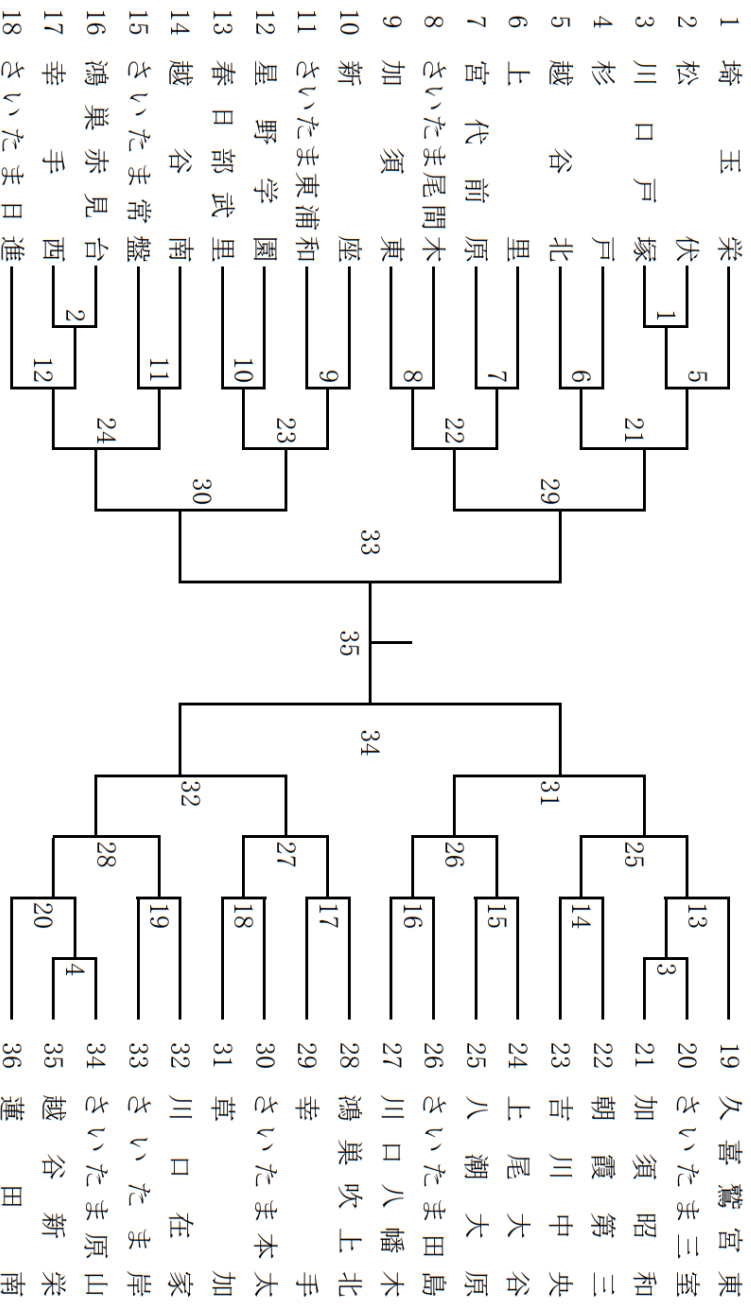 1 埼玉栄
2 松伏
3 川口戸塚
4 杉戸
5 越谷北
6 上里
7 宮代前原
8 さいたま尾間木
9 加須東
10 新座
11 さいたま東浦和
12 星野学園
13 春日部武里
14 越谷南
15 さいたま常盤
16 鴻巣赤見台
17 幸手西
18 さいたま日進
1
2
5
6
7
8
9
10
11
12
21
22
23
24
29
30
33
35
34
31
32
25
26
27
28
13
14
15
16
17
18
19
20
3
4
19 久喜鷲宮東
20 さいたま三室
21 加須昭和
22 朝霞第三
23 吉川中央
24 上尾大谷
25 八潮大原
26 さいたま田島
27 川口八幡木
28 鴻巣吹上北
29 幸手
30 さいたま本太
31 草加
32 川口在家
33 さいたま岸
34 さいたま原山
35 越谷新栄
36 蓮田南